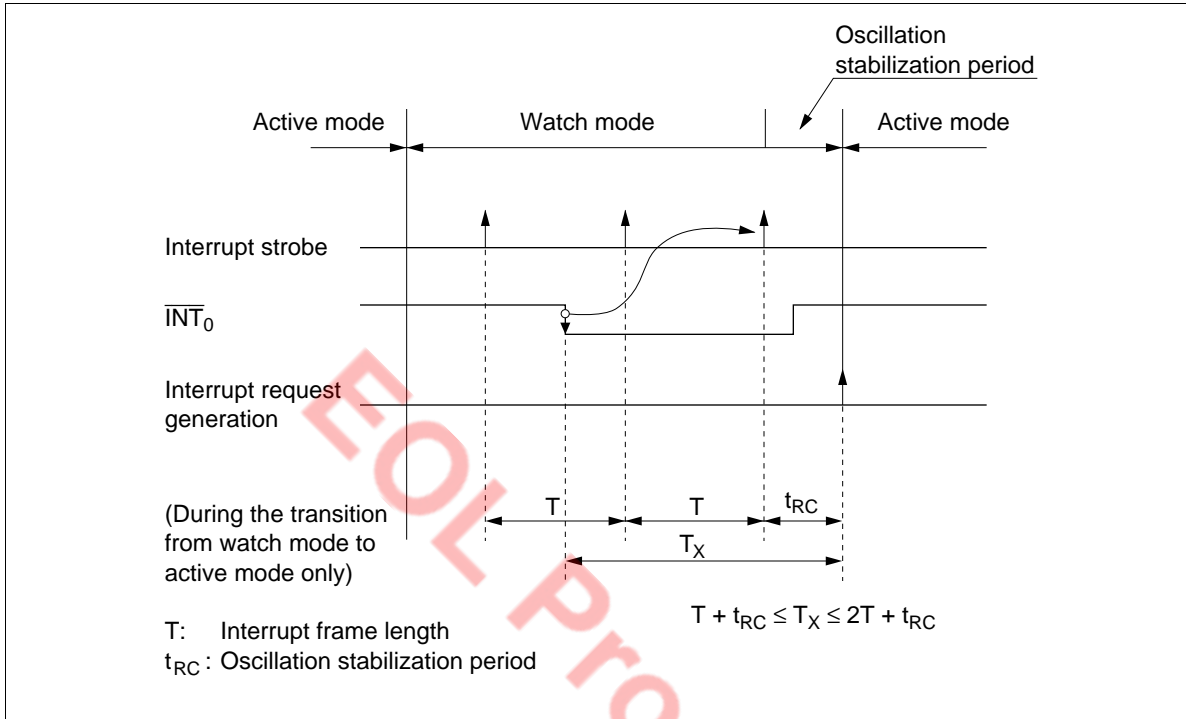 Oscillation
stabilization period
Active mode
Watch mode
Active mode
Interrupt strobe
INT0
Interrupt request
generation
T
T
tRC
TX
(During the transition
from watch mode to
active mode only)
T + tRC ≤ TX ≤ 2T + tRC
T: Interrupt frame length
tRC : Oscillation stabilization period
EOL Pro